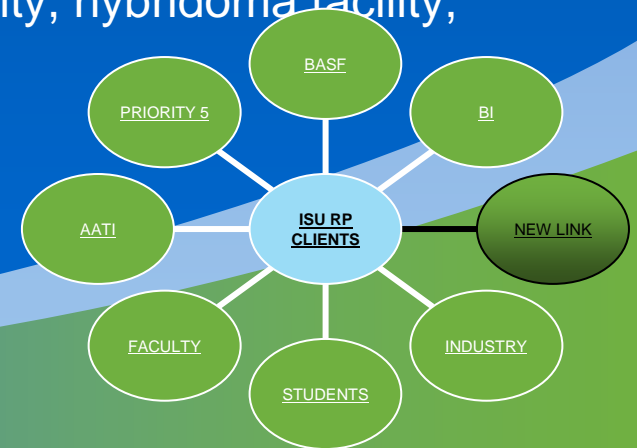 ity; hybridoma facility;
BASF
PRIORITY 5
BI
AATI
ISU RP
CLIENTS
NEW LINK
FACULTY
INDUSTRY
STUDENTS